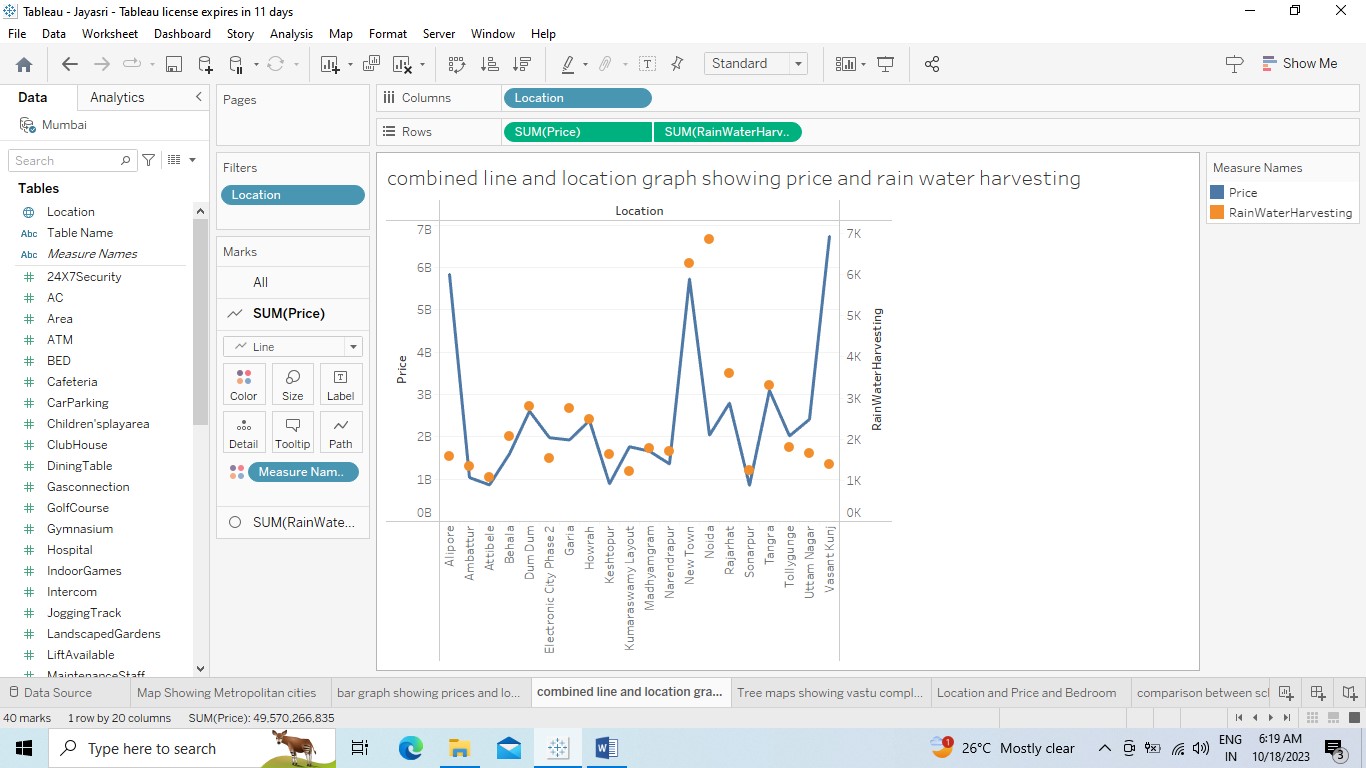 Tableau - Jayasri - Tableau license expires in 11 days
File Data Worksheet Dashboard Story Analysis Map Format Server Window Help
Standard
Show Me
Data Analytics
Mumbai
Search
Tables
Location
Abc Table Name
Abc Measure Names
24X7Security
AC
Area
ATM
BED
Cafeteria
CarParking
Children'splayarea
ClubHouse
DiningTable
Gasconnection
GolfCourse
Gymnasium
Hospital
IndoorGames
Intercom
JoggingTrack
LandscapedGardens
LiftAvailable
MaintenanceStaff
Pages
Filters
Location
Marks
All
SUM(Price)
Line
Color Size Label
Detail Tooltip Path
Measure Nam..
SUM(RainWate...
Columns Location
Rows SUM(Price) SUM(RainWaterHarv..
combined line and location graph showing price and rain water harvesting
Location
7B
6B
5B
4B
3B
2B
1B
0B
Price
7K
6K
5K
4K
3K
2K
1K
0K
RainWaterHarvesting
Alipore
Ambattur
Attibele
Behala
Dum Dum
Electronic City Phase 2
Garia
Howrah
Keshtopur
Kumaraswamy Layout
Madhyamgram
Narendrapur
New Town
Noida
Rajarhat
Sonarpur
Tangra
Tollygunge
Uttam Nagar
Vasant Kunj
Measure Names
Price
RainWaterHarvesting
Data Source Map Showing Metropolitan cities bar graph showing prices and lo... combined line and location gra... Tree maps showing vastu compl... Location and Price and Bedroom comparison between scl
40 marks 1 row by 20 columns SUM(Price): 49,570,266,835
Type here to search
1
26°C Mostly clear
ENG
IN
6:19 AM
10/18/2023
3